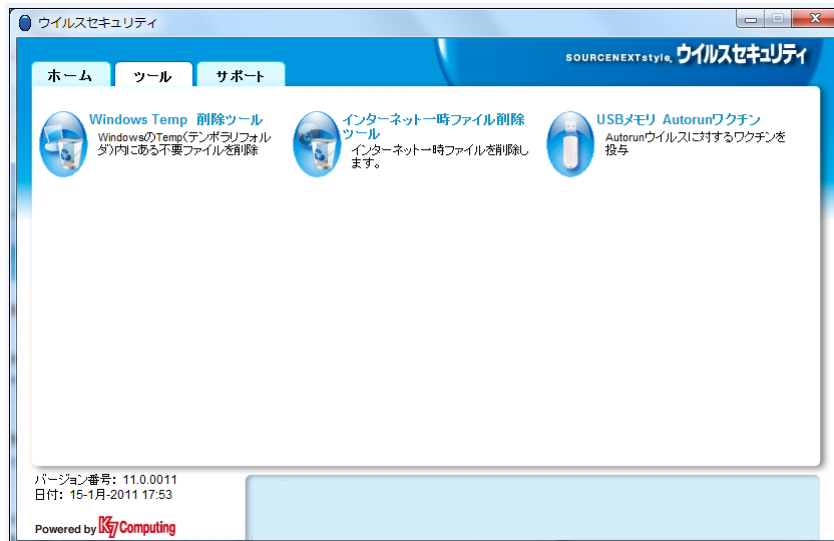 ウイルスセキュリティ
SOURCENEXTstyle. ウイルスセキュリティ
ホーム ツール サポート
Windows Temp 削除ツール
WindowsのTemp(テンポラリフォル
ダ)内にある不要ファイルを削除
インターネット一時ファイル削除
ツール
インターネット一時ファイルを削除し
ます。
USBメモリ Autorunワクチン
Autorunウイルスに対するワクチンを
投与
バージョン番号: 11.0.0011
日付: 15-1月-2011 17:53
Powered by K7 Computing